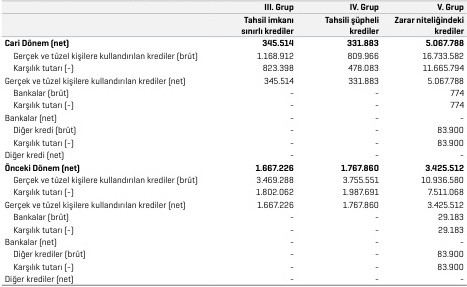 III. Grup IV. Grup V. Grup
Tahsil imkanı Tahsili şüpheli Zarar niteliğindeki
sınırlı krediler krediler krediler
Cari Dönem (net) 345.514 331.883 5.067.788
Gerçek ve tüzel kişilere kullandırılan krediler (brüt) 1.168.912 809.966 16.733.582
Karşılık tutarı (-) 823.398 478.083 11.665.794
Gerçek ve tüzel kişilere kullandırılan krediler (net) 345.514 331.883 5.067.788
Bankalar (brüt) - - 774
Karşılık tutarı (-) - - 774
Bankalar (net) - - -
Diğer kredi (brüt) - - 83.900
Karşılık tutarı (-) - - 83.900
Diğer kredi (net) - - -
Önceki Dönem (net) 1.667.226 1.767.860 3.425.512
Gerçek ve tüzel kişilere kullandırılan krediler (brüt) 3.469.288 3.755.551 10.936.580
Karşılık tutarı (-) 1.802.062 1.987.691 7.511.068
Gerçek ve tüzel kişilere kullandırılan krediler (net) 1.667.226 1.767.860 3.425.512
Bankalar (brüt) - - 29.183
Karşılık tutarı (-) - - 29.183
Bankalar (net) - - -
Diğer krediler (brüt) - - 83.900
Karşılık tutarı (-) - - 83.900
Diğer krediler (net) - - -